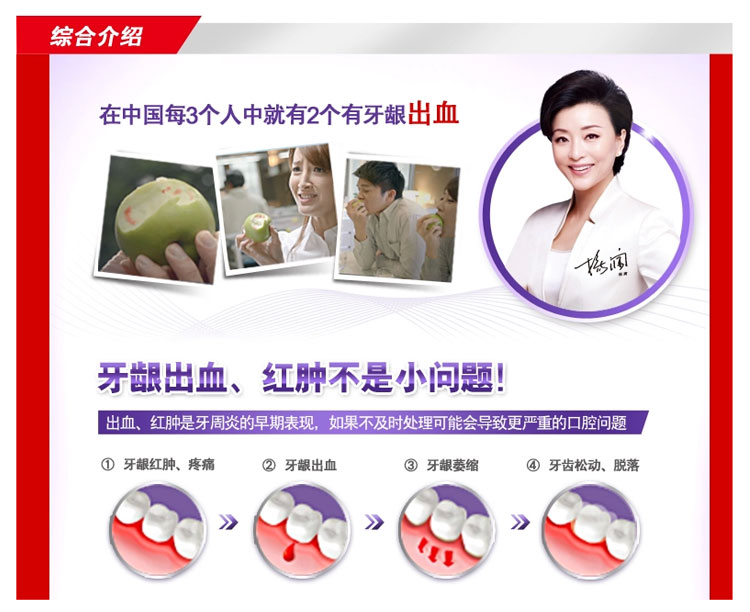 综合介绍
在中国每3个人中就有2个有牙龈出血
牙龈出血、红肿不是小问题!
出血、红肿是牙周炎的早期表现，如果不及时处理可能会导致更严重的口腔问题
① 牙龈红肿、疼痛
② 牙龈出血
③ 牙龈萎缩
④ 牙齿松动、脱落